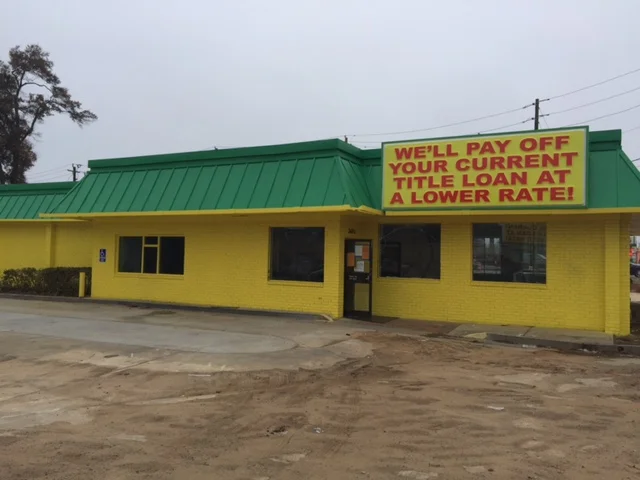 WE'LL PAY OFF
YOUR CURRENT
TITLE LOAN AT
A LOWER RATE!